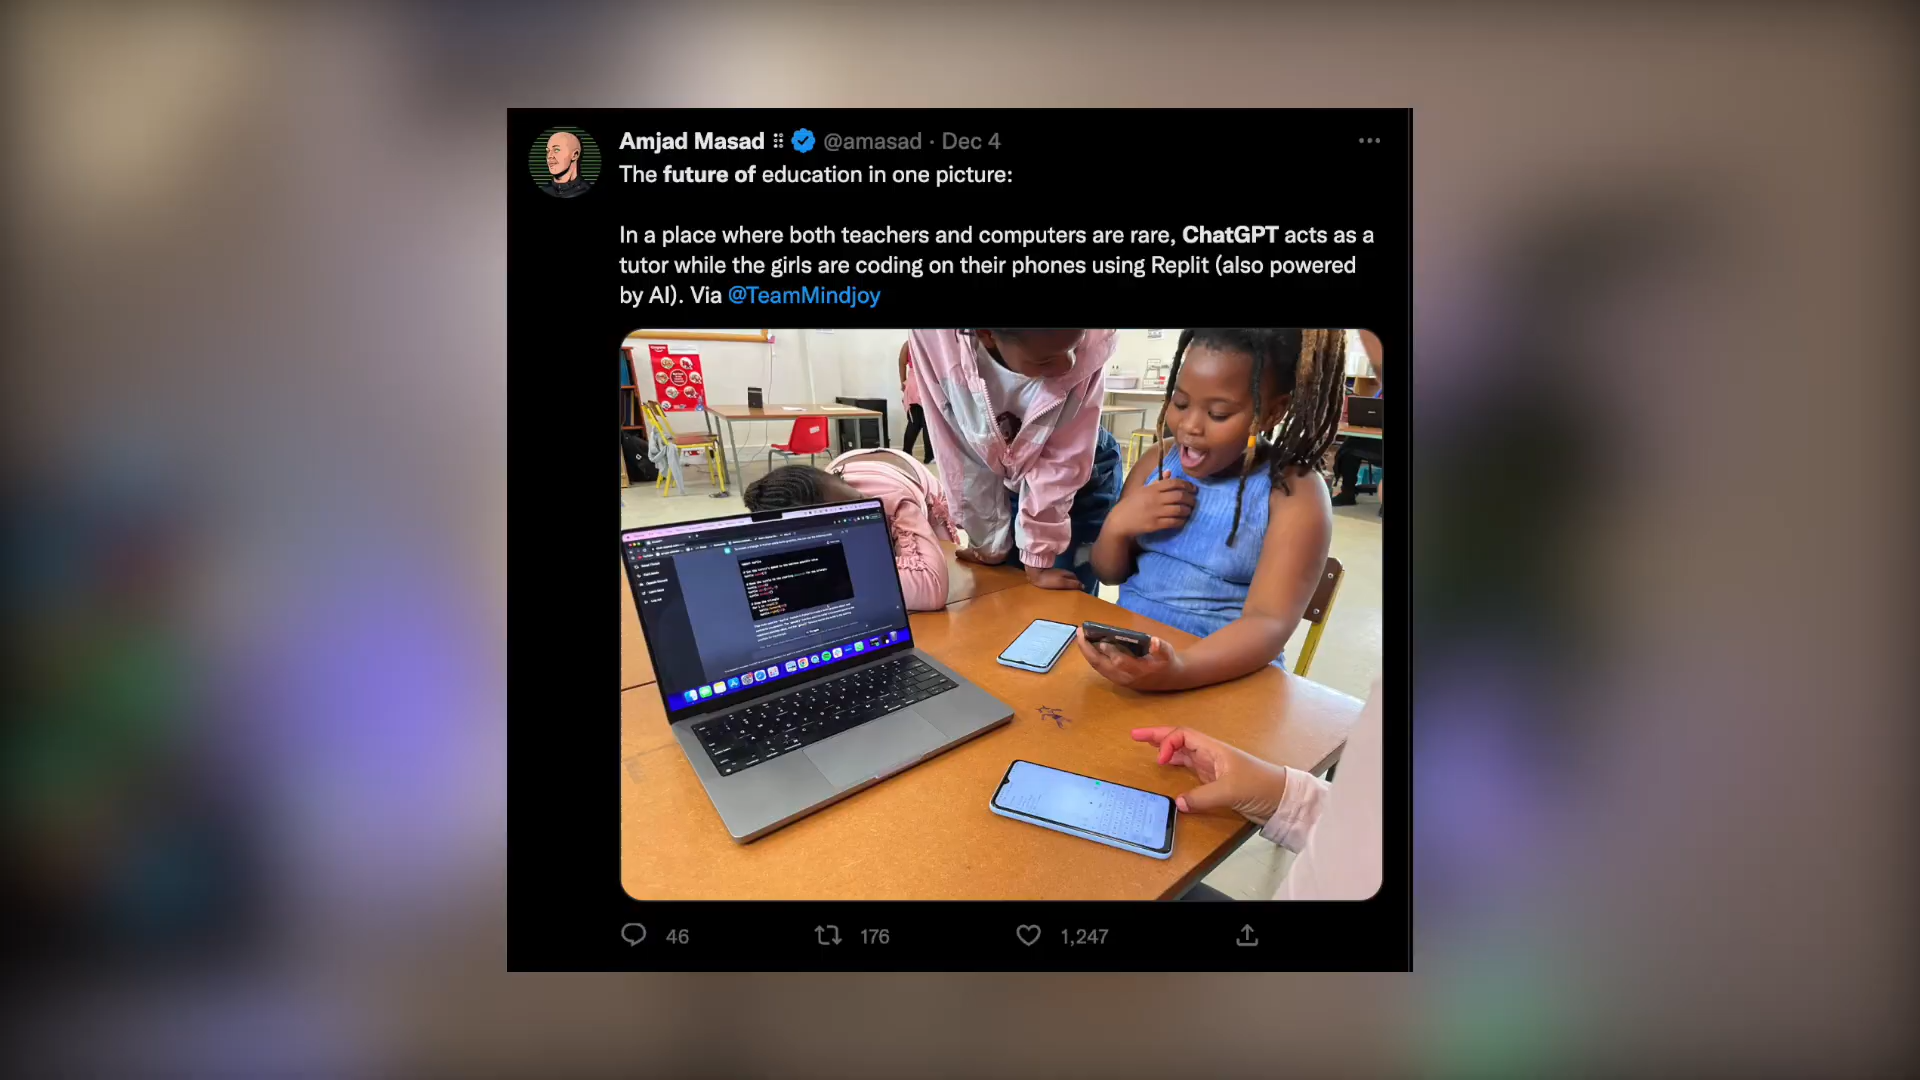 Amjad Masad @amasad · Dec 4
The future of education in one picture:
In a place where both teachers and computers are rare, ChatGPT acts as a
tutor while the girls are coding on their phones using Replit (also powered
by AI). Via @TeamMindjoy
46 176 1,247